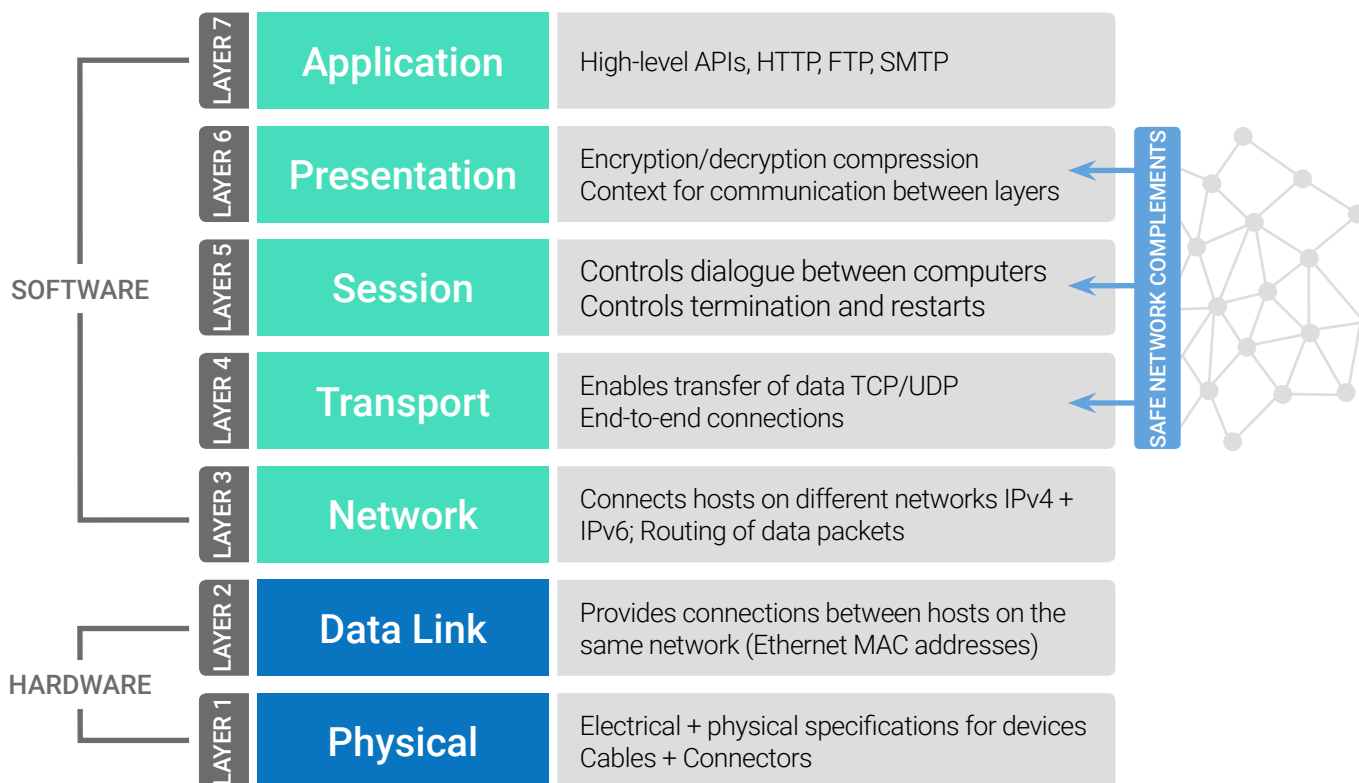 LAYER 7
Application
High-level APIs, HTTP, FTP, SMTP
LAYER 6
Presentation
Encryption/decryption compression
Context for communication between layers
LAYER 5
Session
Controls dialogue between computers
Controls termination and restarts
LAYER 4
Transport
Enables transfer of data TCP/UDP
End-to-end connections
LAYER 3
Network
Connects hosts on different networks IPv4 +
IPv6; Routing of data packets
LAYER 2
Data Link
Provides connections between hosts on the
same network (Ethernet MAC addresses)
LAYER 1
Physical
Electrical + physical specifications for devices
Cables + Connectors
SOFTWARE
HARDWARE
SAFE NETWORK COMPLEMENTS